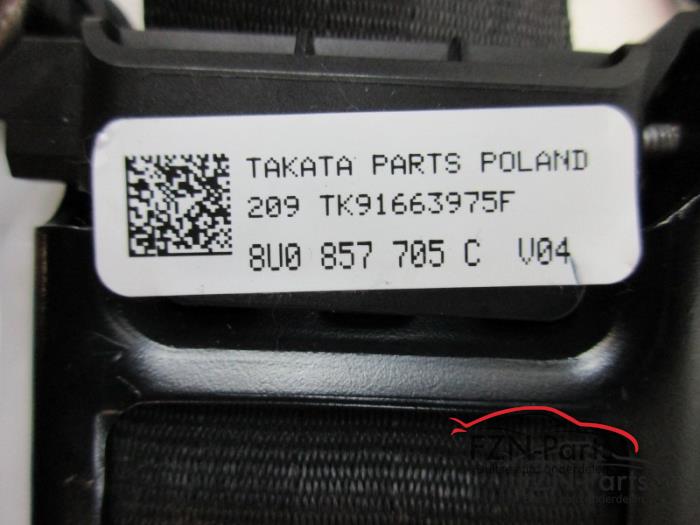 TAKATA PARTS POLAND
209 TK91663975F
8U0 857 705 C V04
FZN-Parts